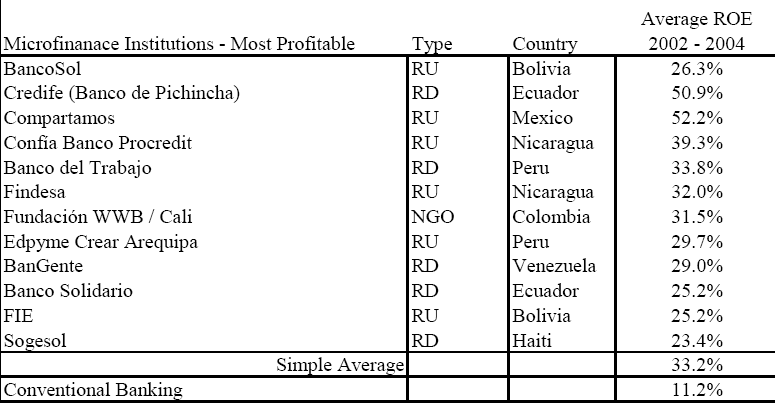 Average ROE
Microfinanace Institutions - Most Profitable Type Country 2002 - 2004
BancoSol RU Bolivia 26.3%
Credife (Banco de Pichincha) RD Ecuador 50.9%
Compartamos RU Mexico 52.2%
Confía Banco Procredit RU Nicaragua 39.3%
Banco del Trabajo RD Peru 33.8%
Findesa RU Nicaragua 32.0%
Fundación WWB / Cali NGO Colombia 31.5%
Edpyme Crear Arequipa RU Peru 29.7%
BanGente RD Venezuela 29.0%
Banco Solidario RD Ecuador 25.2%
FIE RU Bolivia 25.2%
Sogesol RD Haiti 23.4%
Simple Average 33.2%
Conventional Banking 11.2%